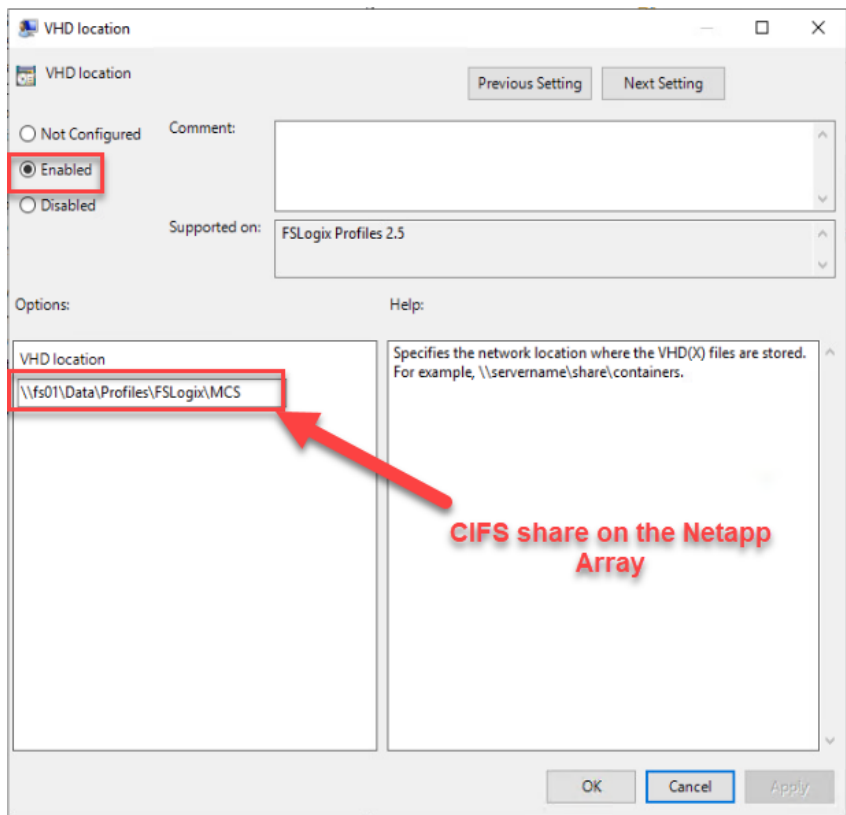 VHD location
VHD location
Previous Setting
Next Setting
Not Configured
Comment:
Enabled
Disabled
Supported on:
FSLogix Profiles 2.5
Options:
Help:
VHD location
\\fs01\Data\Profiles\FSLogix\MCS
Specifies the network location where the VHD(X) files are stored.
For example, \\servername\share\containers.
CIFS share on the Netapp
Array
OK
Cancel
Apply